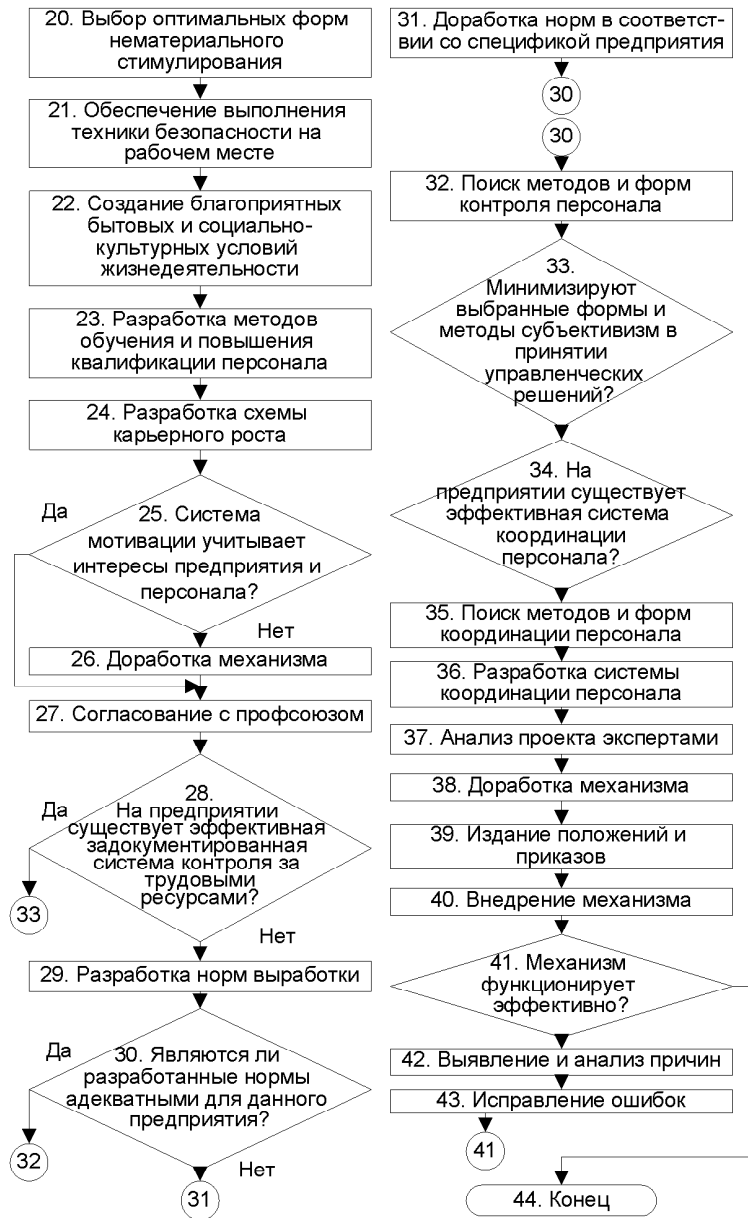 20. Выбор оптимальных форм
нематериального
стимулирования
21. Обеспечение выполнения
техники безопасности на
рабочем месте
22. Создание благоприятных
бытовых и социально-
культурных условий
жизнедеятельности
23. Разработка методов
обучения и повышения
квалификации персонала
24. Разработка схемы
карьерного роста
Да
25. Система
мотивации учитывает
интересы предприятия и
персонала?
Нет
26. Доработка механизма
27. Согласование с профсоюзом
Да
28.
На предприятии
существует эффективная
задокументированная
система контроля за
трудовыми
ресурсами?
33
Нет
29. Разработка норм выработки
Да
30. Являются ли
разработанные нормы
адекватными для данного
предприятия?
32
Нет
31
31. Доработка норм в соответст-
вии со спецификой предприятия
30
30
32. Поиск методов и форм
контроля персонала
33.
Минимизируют
выбранные формы и
методы субъективизм в
принятии
управленческих
решений?
34. На
предприятии существует
эффективная система
координации
персонала?
35. Поиск методов и форм
координации персонала
36. Разработка системы
координации персонала
37. Анализ проекта экспертами
38. Доработка механизма
39. Издание положений и
приказов
40. Внедрение механизма
41. Механизм
функционирует
эффективно?
42. Выявление и анализ причин
43. Исправление ошибок
41
44. Конец